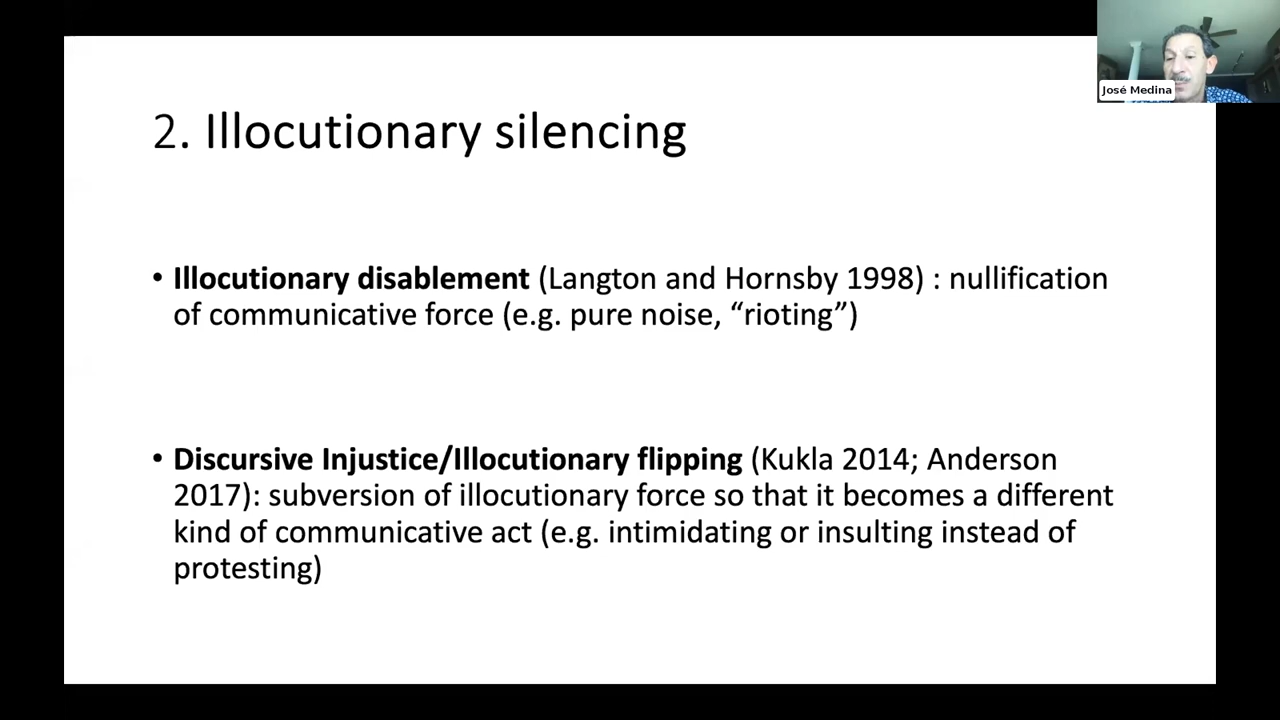 José Medina
2. Illocutionary silencing
• Illocutionary disablement (Langton and Hornsby 1998) : nullification
of communicative force (e.g. pure noise, “rioting”)
• Discursive Injustice/Illocutionary flipping (Kukla 2014; Anderson
2017): subversion of illocutionary force so that it becomes a different
kind of communicative act (e.g. intimidating or insulting instead of
protesting)